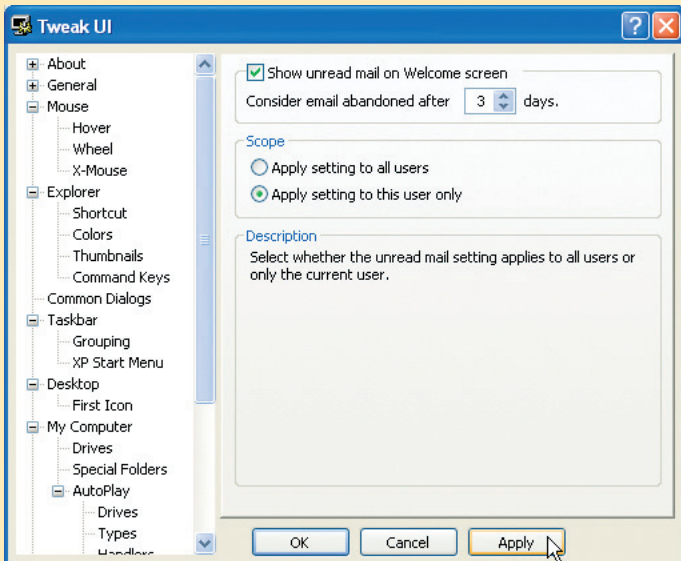 Tweak UI
About
General
Mouse
Hover
Wheel
X-Mouse
Explorer
Shortcut
Colors
Thumbnails
Command Keys
Common Dialogs
Taskbar
Grouping
XP Start Menu
Desktop
First Icon
My Computer
Drives
Special Folders
AutoPlay
Drives
Types
Handlers
Show unread mail on Welcome screen
Consider email abandoned after 3 days.
Scope
Apply setting to all users
Apply setting to this user only
Description
Select whether the unread mail setting applies to all users or
only the current user.
OK Cancel Apply